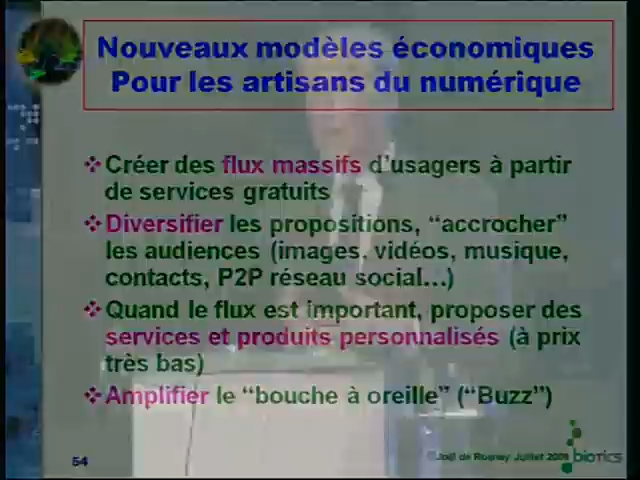 Nouveaux modèles économiques
Pour les artisans du numérique
❖Créer des flux massifs d'usagers à partir
de services gratuits
❖Diversifier les propositions, “accrocher”
les audiences (images, vidéos, musique,
contacts, P2P réseau social…)
❖Quand le flux est important, proposer des
services et produits personnalisés (à prix
très bas)
❖Amplifier le “bouche à oreille” (“Buzz”)
54
©Joël de Rosnay Juillet
biotics